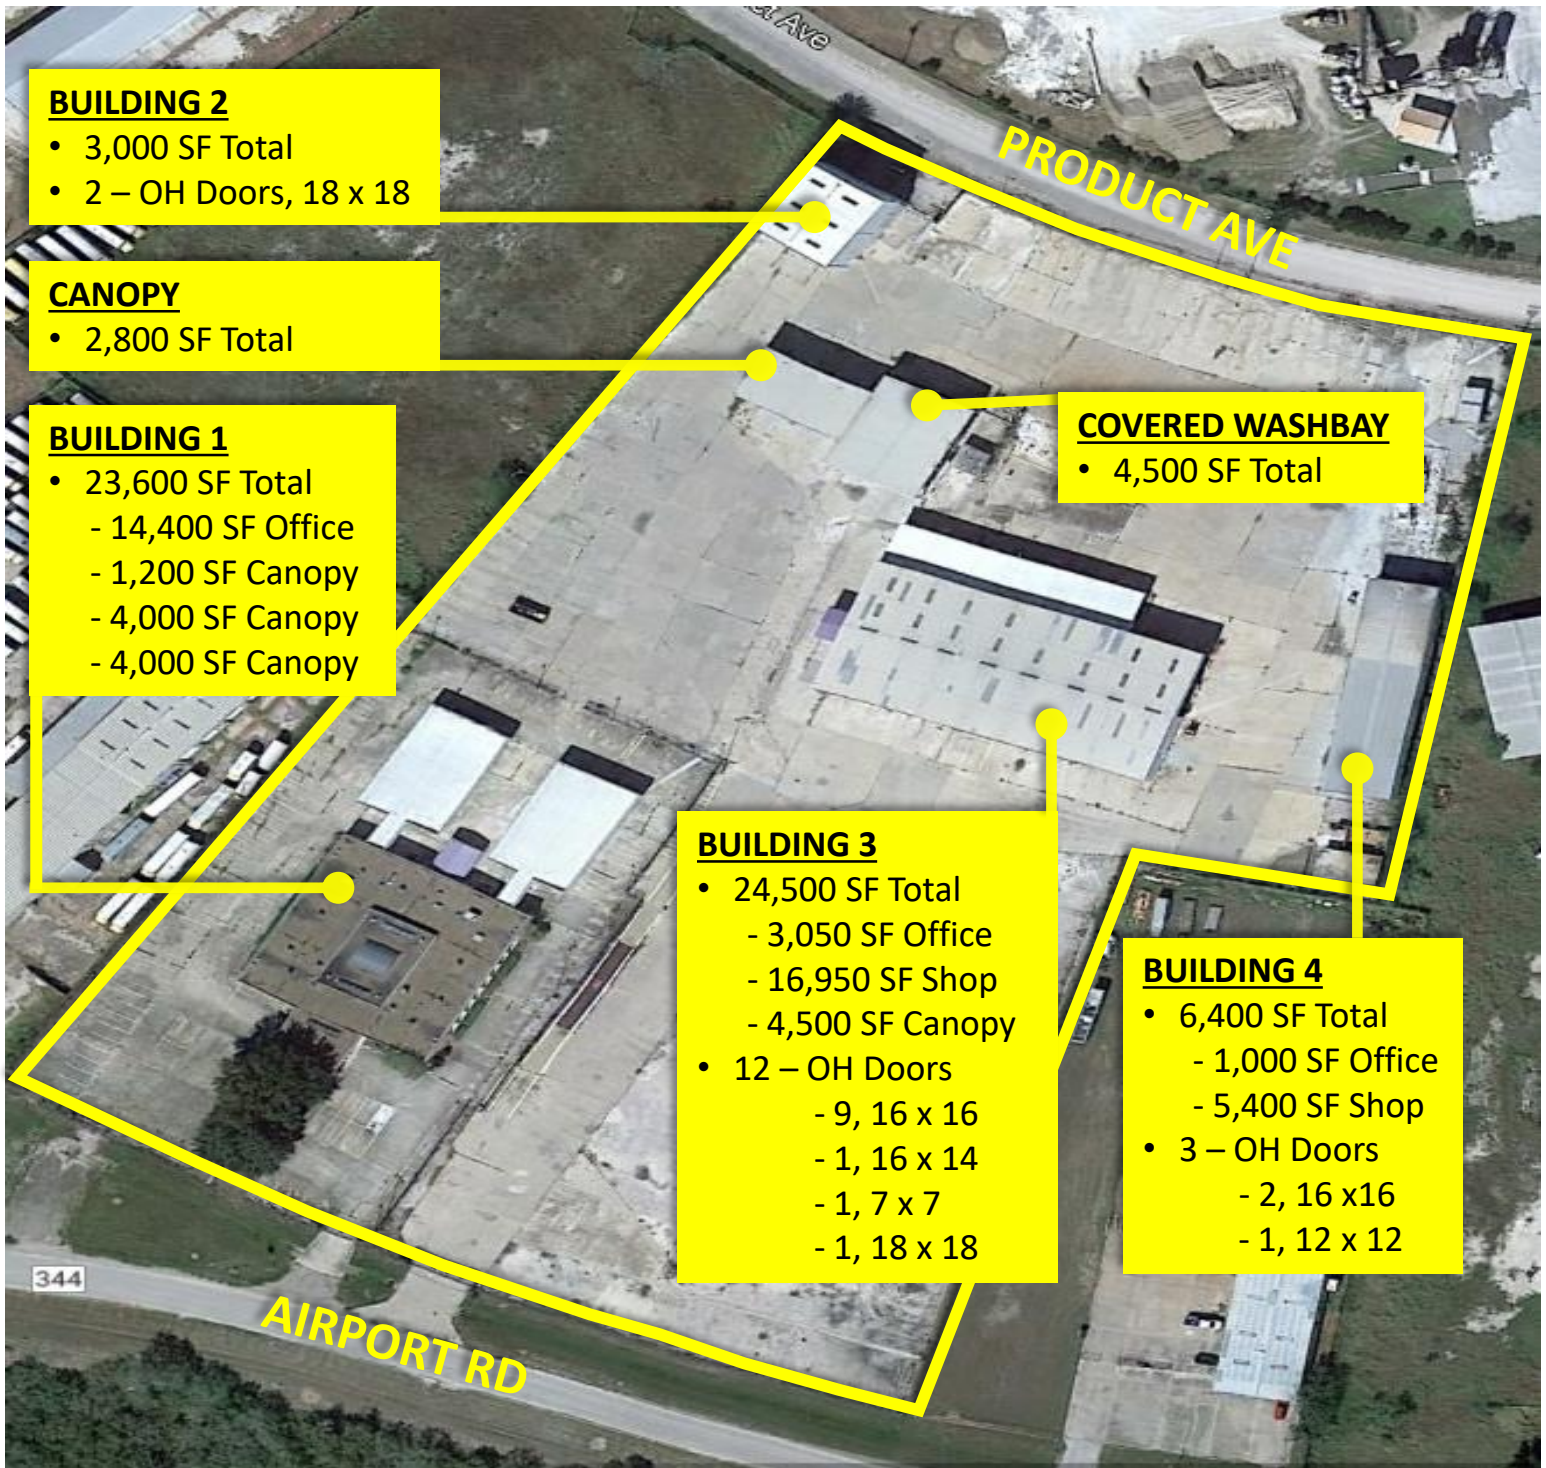 ct Ave
PRODUCT AVE
BUILDING 2
• 3,000 SF Total
• 2 – OH Doors, 18 x 18
CANOPY
• 2,800 SF Total
COVERED WASHBAY
• 4,500 SF Total
BUILDING 1
• 23,600 SF Total
- 14,400 SF Office
- 1,200 SF Canopy
- 4,000 SF Canopy
- 4,000 SF Canopy
BUILDING 3
• 24,500 SF Total
- 3,050 SF Office
- 16,950 SF Shop
- 4,500 SF Canopy
• 12 – OH Doors
- 9, 16 x 16
- 1, 16 x 14
- 1, 7 x 7
- 1, 18 x 18
BUILDING 4
• 6,400 SF Total
- 1,000 SF Office
- 5,400 SF Shop
• 3 – OH Doors
- 2, 16 x16
- 1, 12 x 12
344
AIRPORT RD